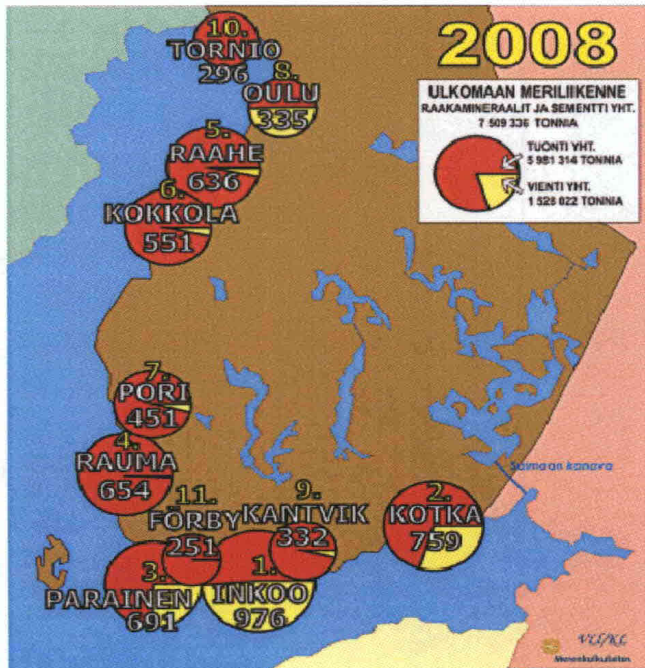 2008
ULKOMAAN MERILIIKENNE
RAAKAMINERAALIT JA SEMENTTI YHT.
7 509 336 TONNIA
TUONTI YHT.
5 981 314 TONNIA
VIENTI YHT.
1 528 022 TONNIA
10.
TORNIO
296
8.
OULU
335
5.
RAAHE
636
6.
KOKKOLA
551
7.
PORI
451
4.
RAUMA
654
11.
FÖRBY
251
9.
KANTVIK
332
2.
KOTKA
759
3.
PARAINEN
691
1.
INKOO
976
Saimaan kanava
Merenkulkulaitos